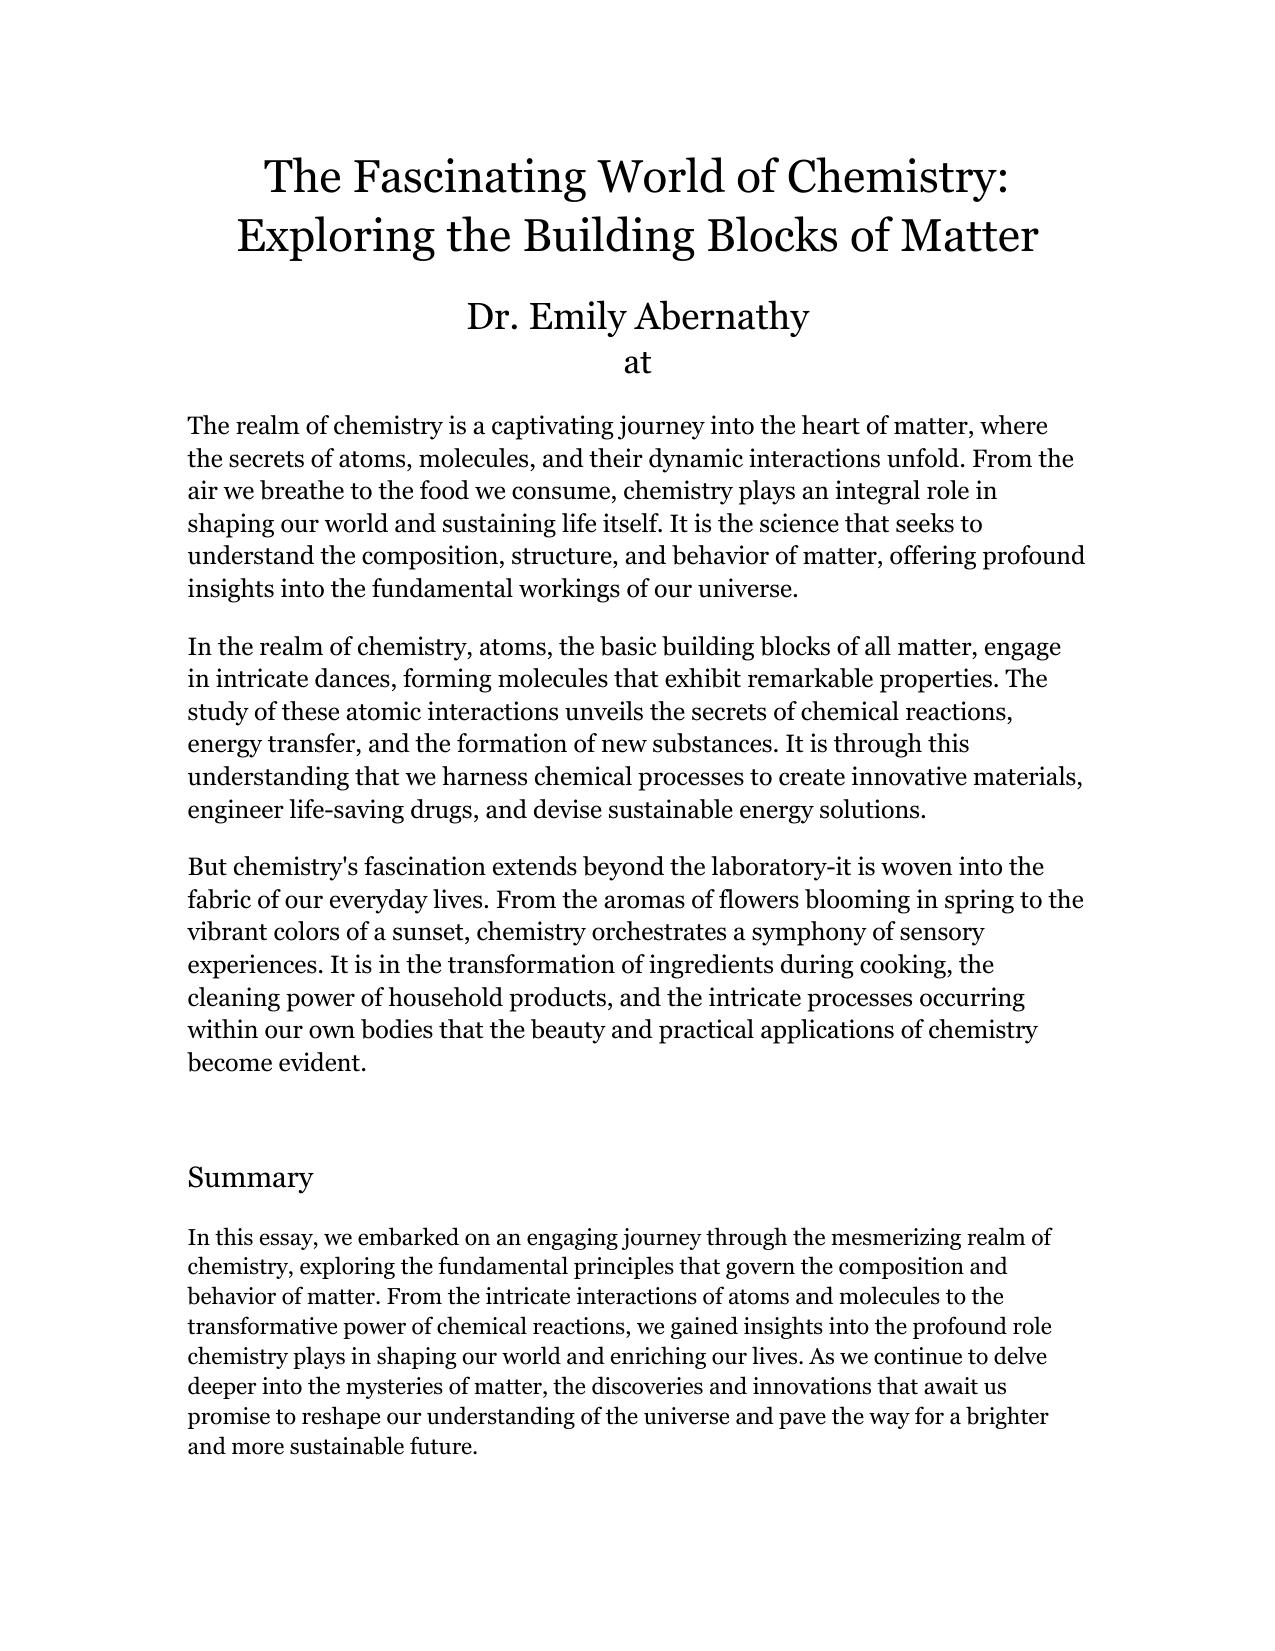 The Fascinating World of Chemistry:
Exploring the Building Blocks of Matter
Dr. Emily Abernathy
at
The realm of chemistry is a captivating journey into the heart of matter, where
the secrets of atoms, molecules, and their dynamic interactions unfold. From the
air we breathe to the food we consume, chemistry plays an integral role in
shaping our world and sustaining life itself. It is the science that seeks to
understand the composition, structure, and behavior of matter, offering profound
insights into the fundamental workings of our universe.
In the realm of chemistry, atoms, the basic building blocks of all matter, engage
in intricate dances, forming molecules that exhibit remarkable properties. The
study of these atomic interactions unveils the secrets of chemical reactions,
energy transfer, and the formation of new substances. It is through this
understanding that we harness chemical processes to create innovative materials,
engineer life-saving drugs, and devise sustainable energy solutions.
But chemistry's fascination extends beyond the laboratory-it is woven into the
fabric of our everyday lives. From the aromas of flowers blooming in spring to the
vibrant colors of a sunset, chemistry orchestrates a symphony of sensory
experiences. It is in the transformation of ingredients during cooking, the
cleaning power of household products, and the intricate processes occurring
within our own bodies that the beauty and practical applications of chemistry
become evident.
Summary
In this essay, we embarked on an engaging journey through the mesmerizing realm of
chemistry, exploring the fundamental principles that govern the composition and
behavior of matter. From the intricate interactions of atoms and molecules to the
transformative power of chemical reactions, we gained insights into the profound role
chemistry plays in shaping our world and enriching our lives. As we continue to delve
deeper into the mysteries of matter, the discoveries and innovations that await us
promise to reshape our understanding of the universe and pave the way for a brighter
and more sustainable future.